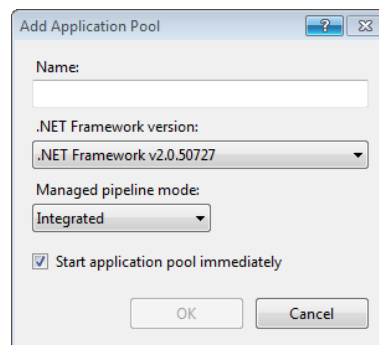 Add Application Pool
?
Name:
.NET Framework version:
.NET Framework v2.0.50727
Managed pipeline mode:
Integrated
Start application pool immediately
OK
Cancel